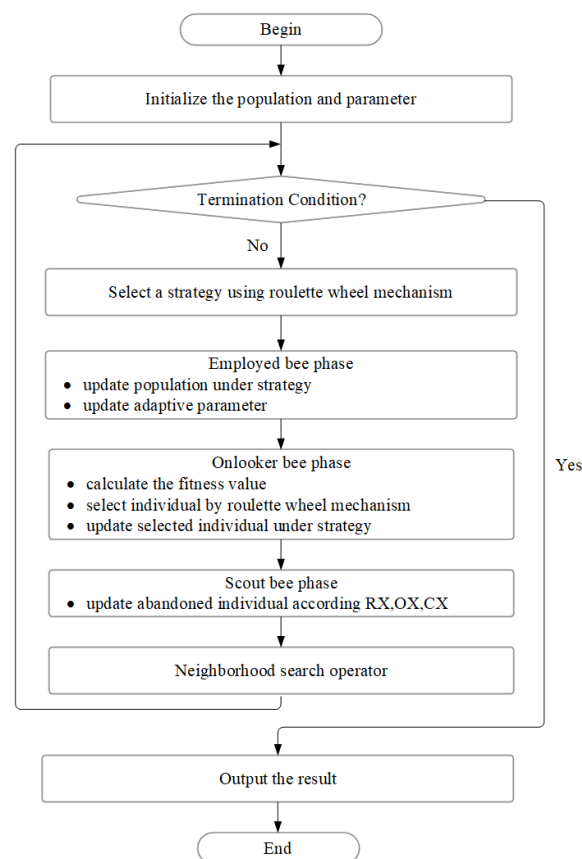 Begin
Initialize the population and parameter
Termination Condition?
No
Select a strategy using roulette wheel mechanism
Employed bee phase
• update population under strategy
• update adaptive parameter
Onlooker bee phase
• calculate the fitness value
• select individual by roulette wheel mechanism
• update selected individual under strategy
Yes
Scout bee phase
• update abandoned individual according RX,OX,CX
Neighborhood search operator
Output the result
End